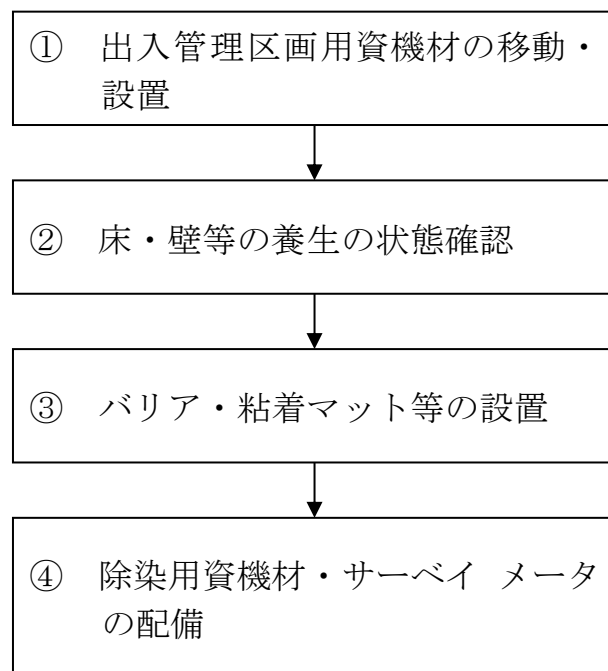 ① 出入管理区画用資機材の移動・
設置
② 床・壁等の養生の状態確認
③ バリア・粘着マット等の設置
④ 除染用資機材・サーベイ メータ
の配備